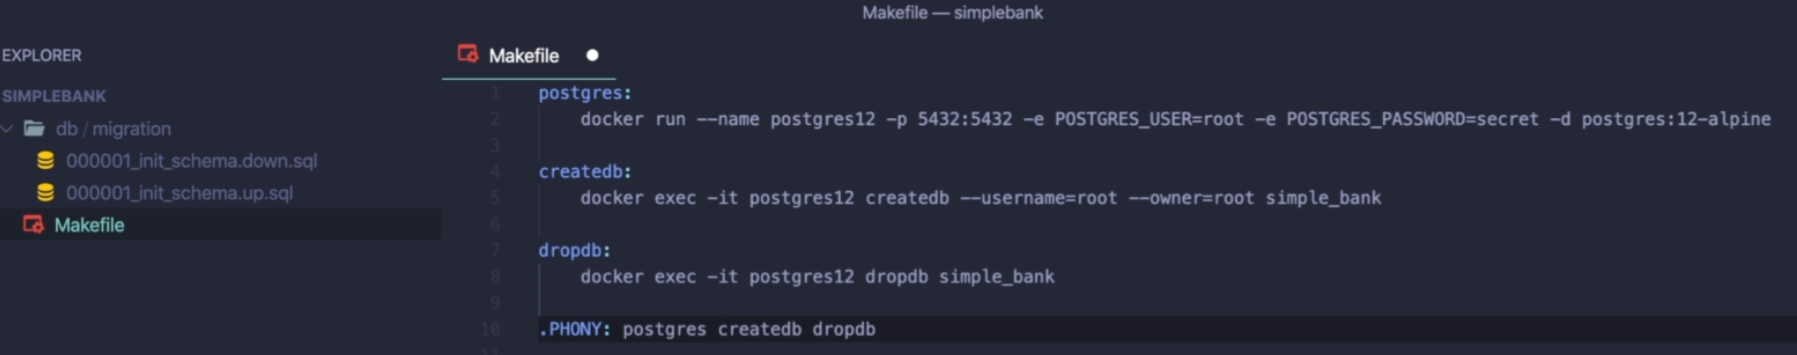 Makefile — simplebank
EXPLORER
SIMPLEBANK
db / migration
000001_init_schema.down.sql
000001_init_schema.up.sql
Makefile
Makefile
1 postgres:
2 docker run --name postgres12 -p 5432:5432 -e POSTGRES_USER=root -e POSTGRES_PASSWORD=secret -d postgres:12-alpine
3
4 createdb:
5 docker exec -it postgres12 createdb --username=root --owner=root simple_bank
6
7 dropdb:
8 docker exec -it postgres12 dropdb simple_bank
9
10 .PHONY: postgres createdb dropdb
11